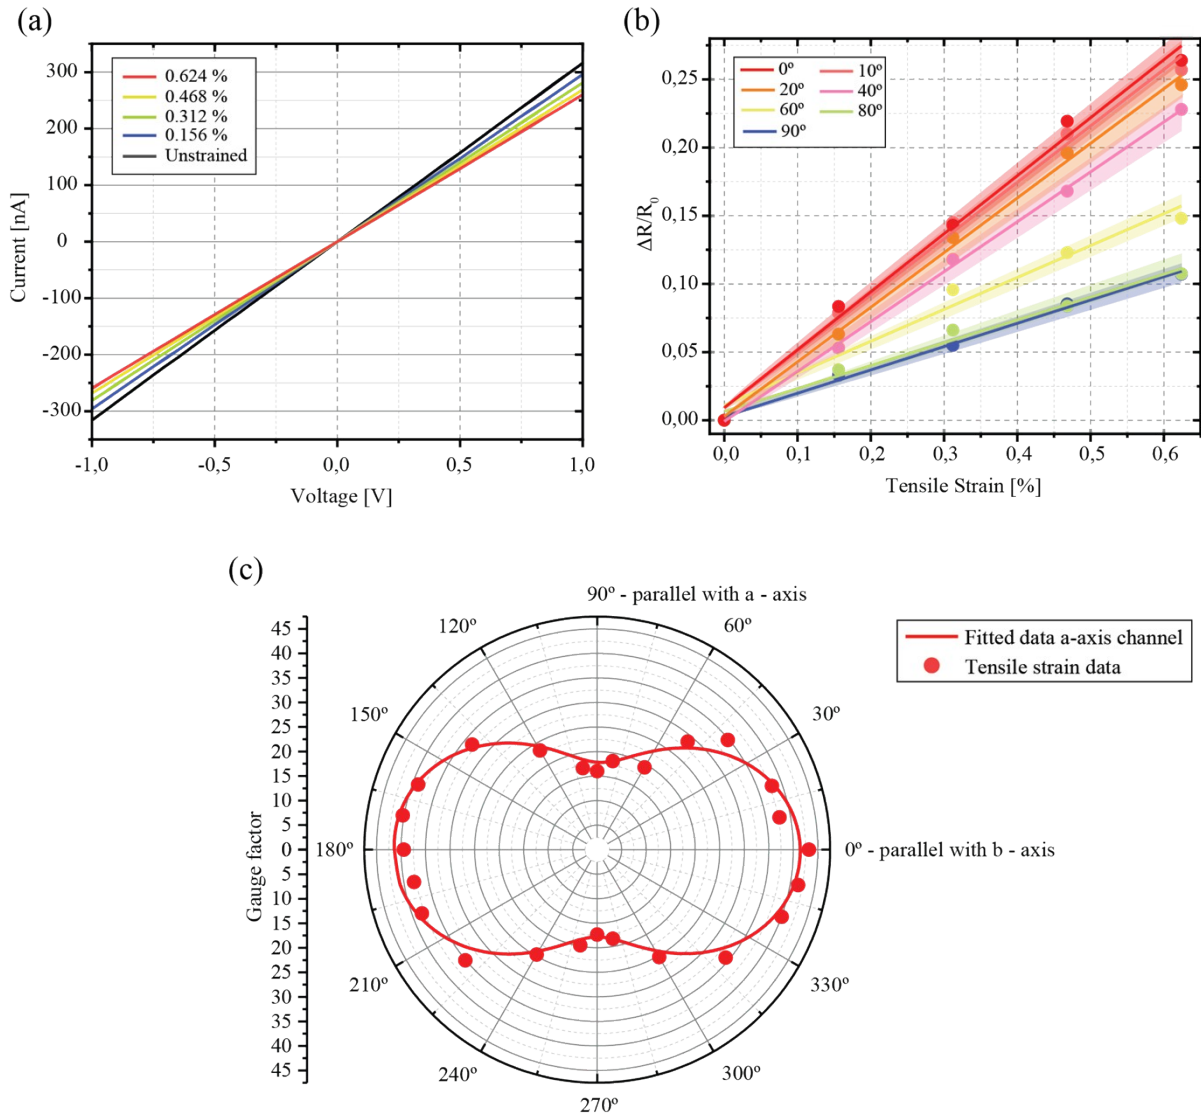 (a)
300
200
100
0
-100
-200
-300
-1,0
-0,5
0,0
0,5
1,0
Current [nA]
Voltage [V]
0.624 %
0.468 %
0.312 %
0.156 %
Unstrained
(b)
0,25
0,20
0,15
0,10
0,05
0,00
0,0
0,1
0,2
0,3
0,4
0,5
0,6
ΔR/R0
Tensile Strain [%]
0º
10º
20º
40º
60º
80º
90º
(c)
90º - parallel with a - axis
120º
60º
150º
30º
180º
0º - parallel with b - axis
210º
330º
240º
300º
270º
Gauge factor
45
40
35
30
25
20
15
10
5
0
5
10
15
20
25
30
35
40
45
Fitted data a-axis channel
Tensile strain data